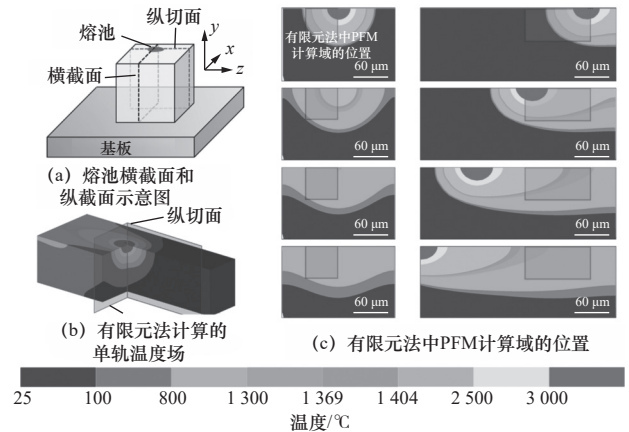 熔池
纵切面
横截面
y
x
z
基板
(a) 熔池横截面和
纵截面示意图
纵切面
(b) 有限元法计算的
单轨温度场
有限元法中PFM
计算域的位置
60 μm
60 μm
60 μm
60 μm
60 μm
60 μm
60 μm
60 μm
(c) 有限元法中PFM计算域的位置
25 100 800 1 300 1 369 1 404 2 500 3 000
温度/℃